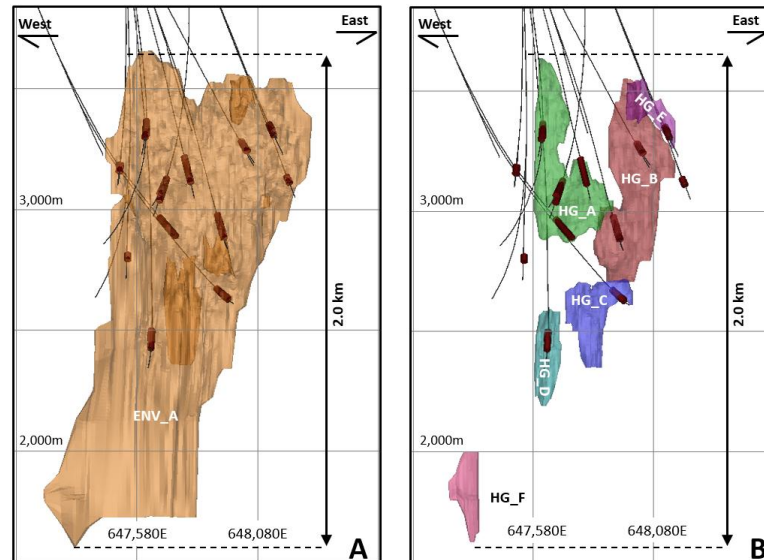 West
East
3,000m
2.0 km
2,000m
ENV_A
647,580E
648,080E
A
West
East
HG_E
HG_B
3,000m
HG_A
HG_C
2.0 km
HG_D
2,000m
HG_F
647,580E
648,080E
B